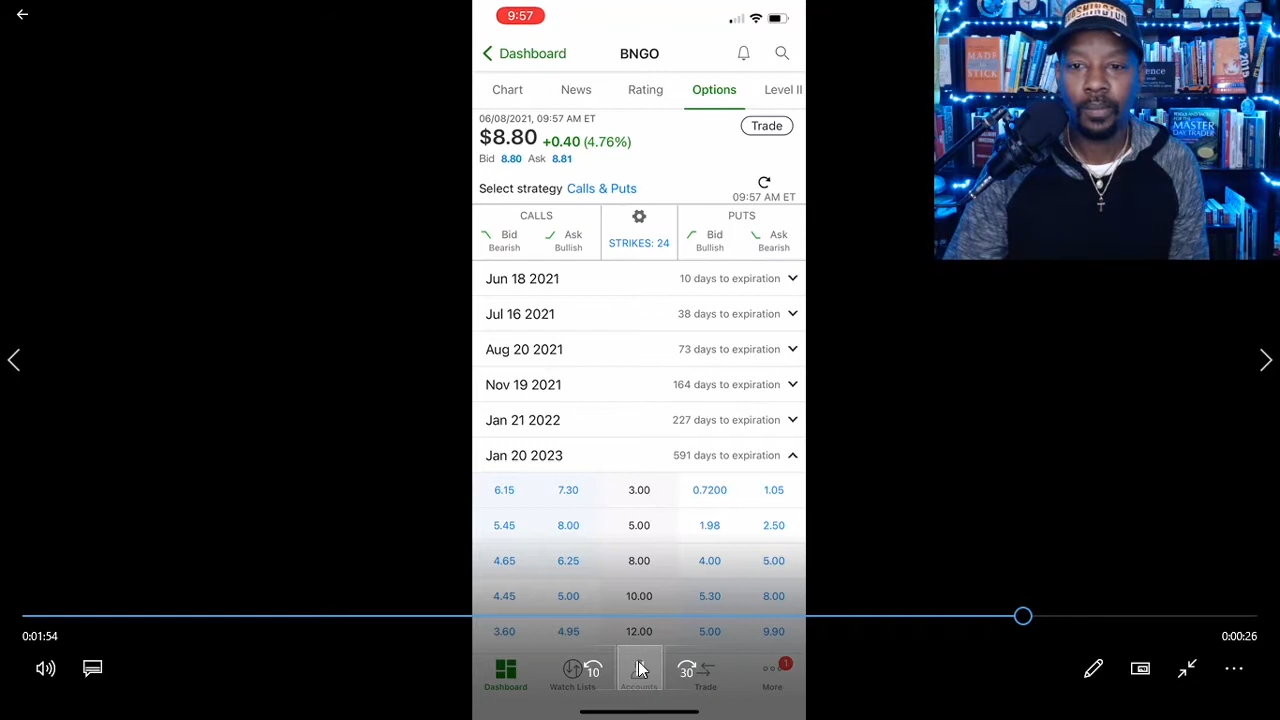 9:57
Dashboard BNGO
Chart News Rating Options Level II
06/08/2021, 09:57 AM ET
$8.80 +0.40 (4.76%)
Trade
Bid 8.80 Ask 8.81
Select strategy Calls & Puts
09:57 AM ET
CALLS PUTS
Bid Ask STRIKES: 24 Bid Ask
Bearish Bullish Bullish Bearish
Jun 18 2021 10 days to expiration
Jul 16 2021 38 days to expiration
Aug 20 2021 73 days to expiration
Nov 19 2021 164 days to expiration
Jan 21 2022 227 days to expiration
Jan 20 2023 591 days to expiration
6.15 7.30 3.00 0.7200 1.05
5.45 8.00 5.00 1.98 2.50
4.65 6.25 8.00 4.00 5.00
4.45 5.00 10.00 5.30 8.00
3.60 4.95 12.00 5.00 9.90
0:01:54 0:00:26
10 30 1
Dashboard Watch Lists Accounts Trade More
WASHINGTON
MADE
STICK
MASTER
DAY TRADER